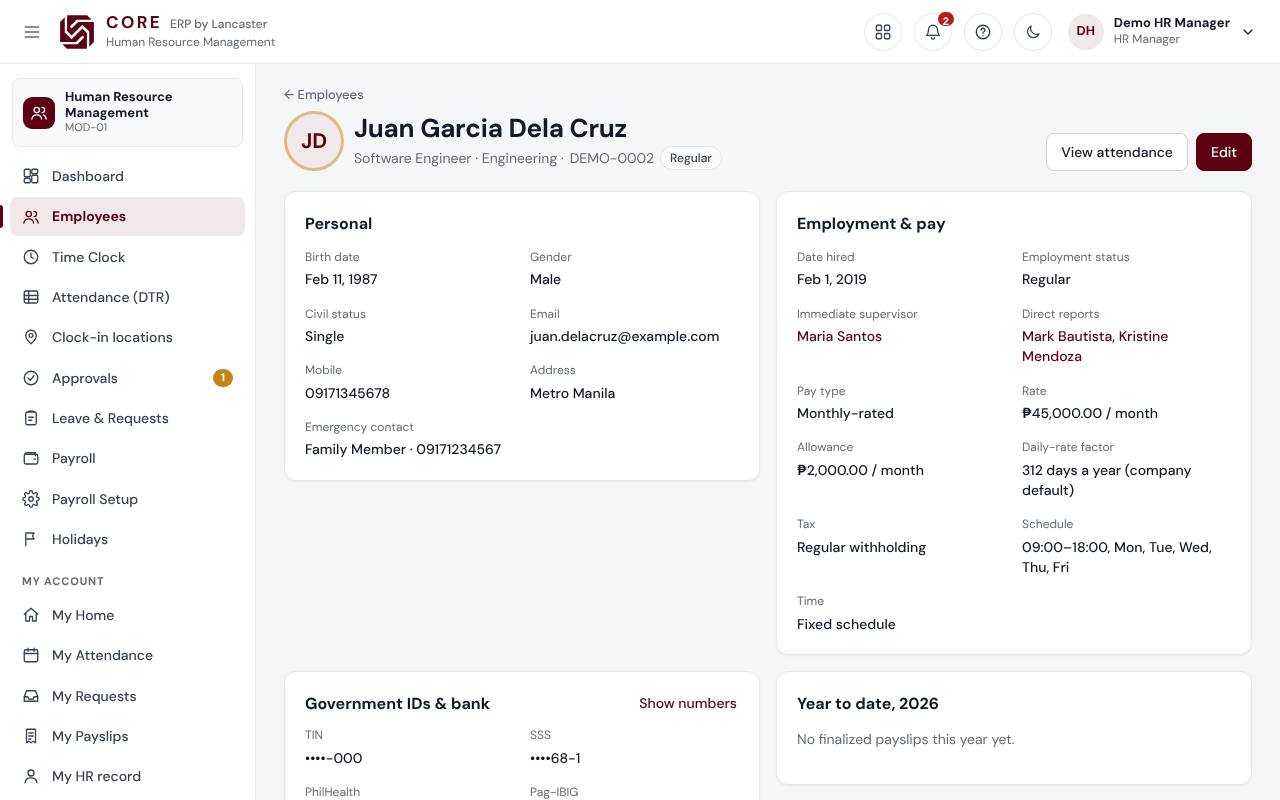 CORE ERP by Lancaster
Human Resource Management
2
DH
Demo HR Manager
HR Manager
Human Resource
Management
MOD-01
Dashboard
Employees
Time Clock
Attendance (DTR)
Clock-in locations
Approvals 1
Leave & Requests
Payroll
Payroll Setup
Holidays
MY ACCOUNT
My Home
My Attendance
My Requests
My Payslips
My HR record
← Employees
JD
Juan Garcia Dela Cruz
Software Engineer · Engineering · DEMO-0002 Regular
View attendance
Edit
Personal
Birth date
Feb 11, 1987
Gender
Male
Civil status
Single
Email
juan.delacruz@example.com
Mobile
09171345678
Address
Metro Manila
Emergency contact
Family Member · 09171234567
Employment & pay
Date hired
Feb 1, 2019
Employment status
Regular
Immediate supervisor
Maria Santos
Direct reports
Mark Bautista, Kristine
Mendoza
Pay type
Monthly-rated
Rate
₱45,000.00 / month
Allowance
₱2,000.00 / month
Daily-rate factor
312 days a year (company
default)
Tax
Regular withholding
Schedule
09:00–18:00, Mon, Tue, Wed,
Thu, Fri
Time
Fixed schedule
Government IDs & bank
Show numbers
TIN
••••-000
SSS
••••68-1
PhilHealth
Pag-IBIG
Year to date, 2026
No finalized payslips this year yet.